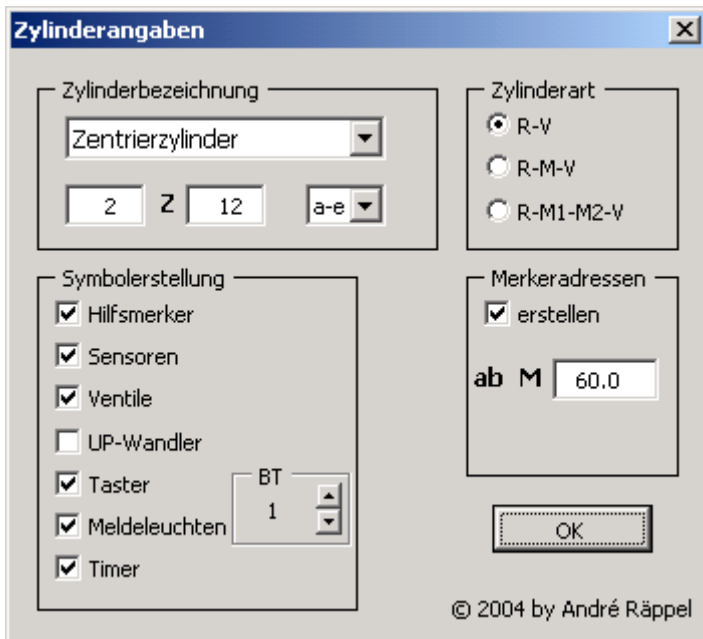 Zylinderangaben
Zylinderbezeichnung
Zentrierzylinder
2 Z 12 a-e
Zylinderart
R-V
R-M-V
R-M1-M2-V
Symbolerstellung
Hilfsmerker
Sensoren
Ventile
UP-Wandler
Taster
Meldeleuchten
Timer
BT
1
Merkeradressen
erstellen
ab M 60.0
OK
© 2004 by André Räppel